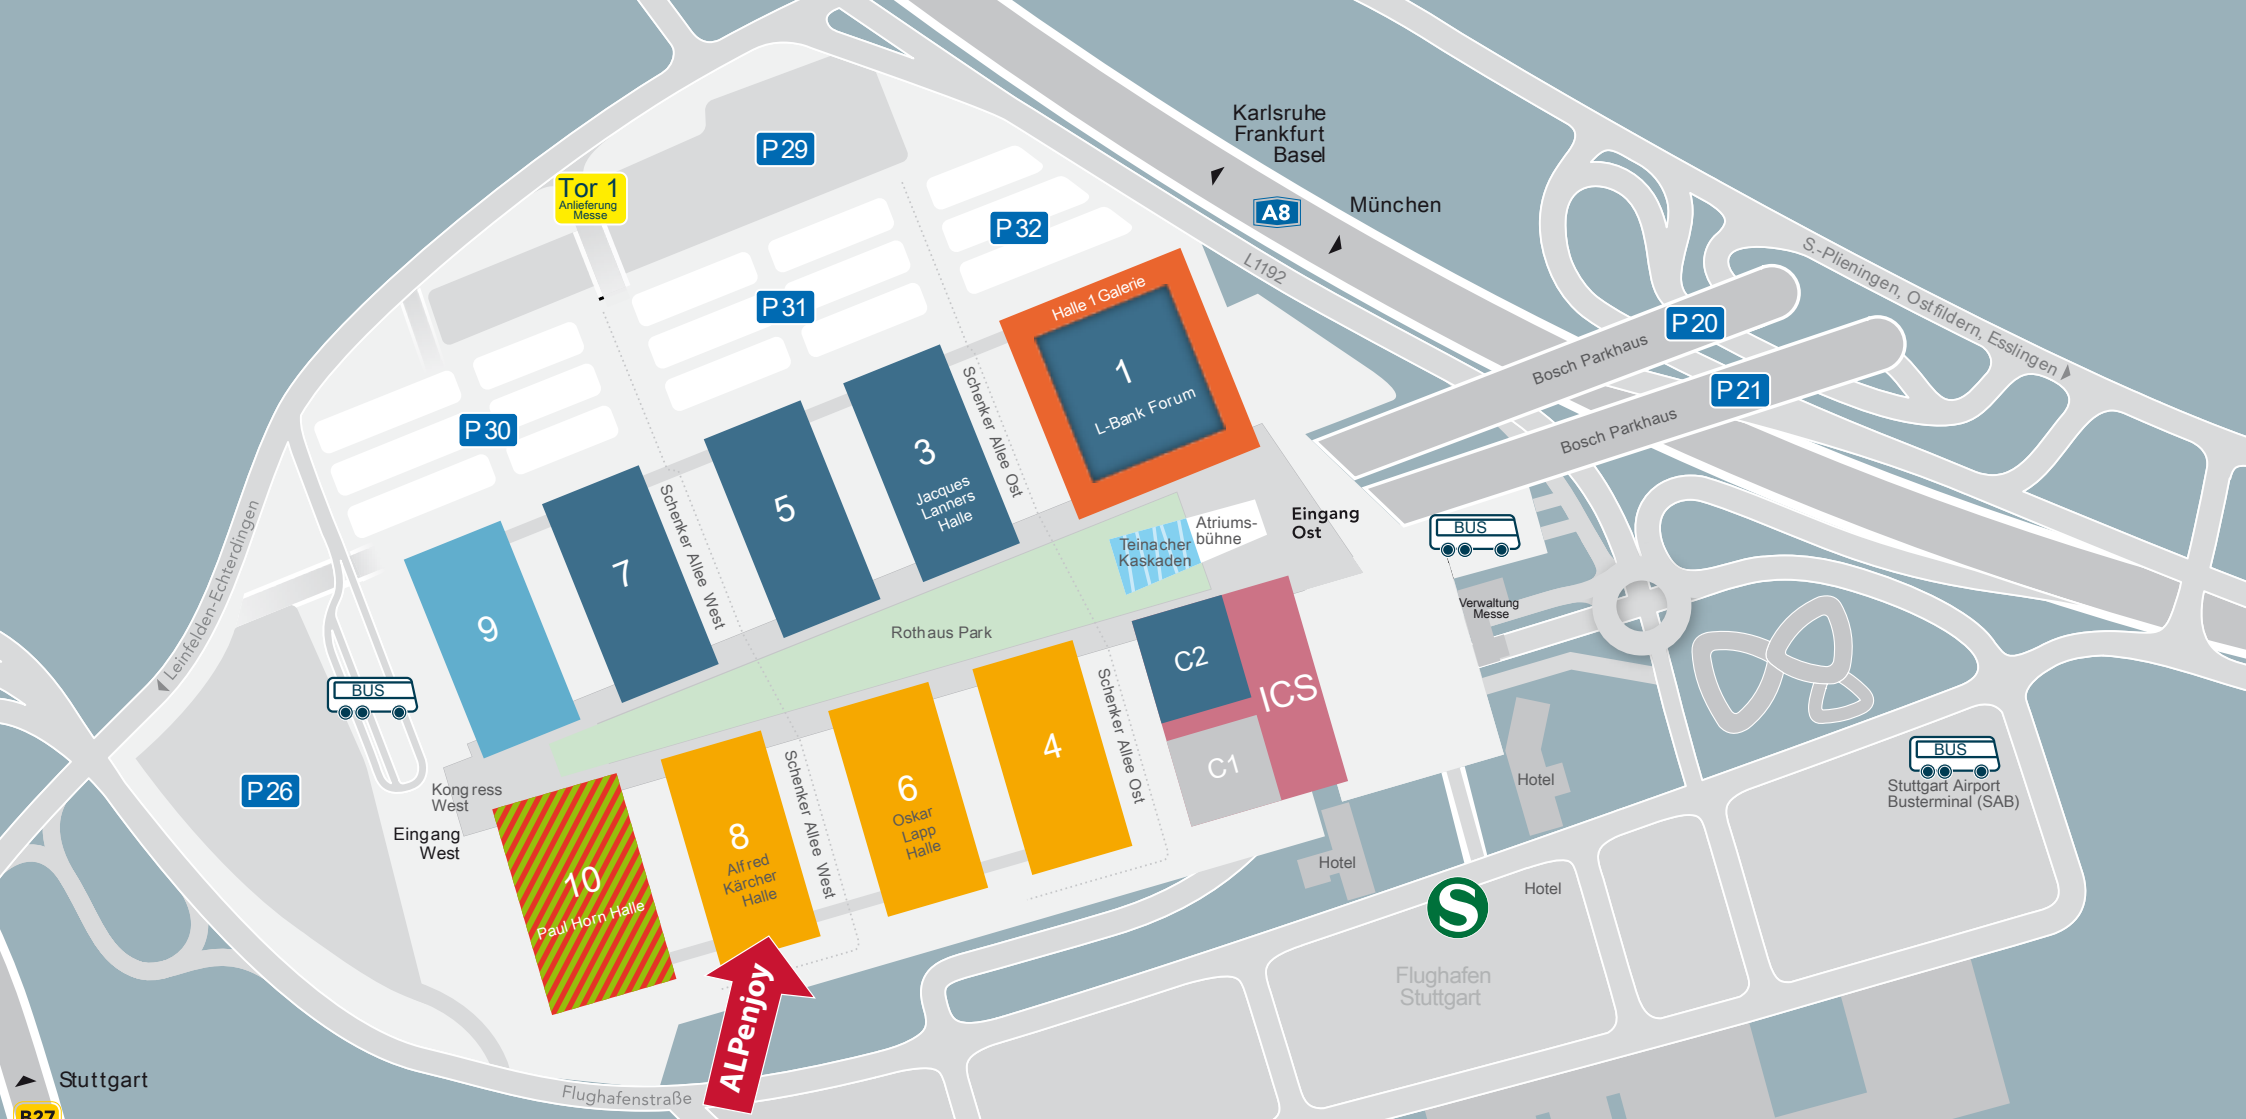 Karlsruhe
Frankfurt
Basel
P29
Tor 1
Anlieferung
Messe
A8
München
P32
S.-Plieningen, Ostfildern, Esslingen
L1192
Halle 1 Galerie
P31
P20
Bosch Parkhaus
1
L-Bank Forum
P21
Bosch Parkhaus
P30
Schenker Allee Ost
3
Jacques
Lanners
Halle
5
Schenker Allee West
7
9
Leinfelden-Echterdingen
Eingang
Ost
Atriums-
bühne
Teinacher
Kaskaden
BUS
Verwaltung
Messe
Rothaus Park
C2
ICS
C1
BUS
Schenker Allee Ost
4
6
Oskar
Lapp
Halle
Schenker Allee West
8
Alfred
Kärcher
Halle
Kongress
West
Eingang
West
P26
10
Paul Horn Halle
Hotel
Hotel
Hotel
BUS
Stuttgart Airport
Busterminal (SAB)
S
Flughafen
Stuttgart
ALPenjoy
Stuttgart
B27
Flughafenstraße